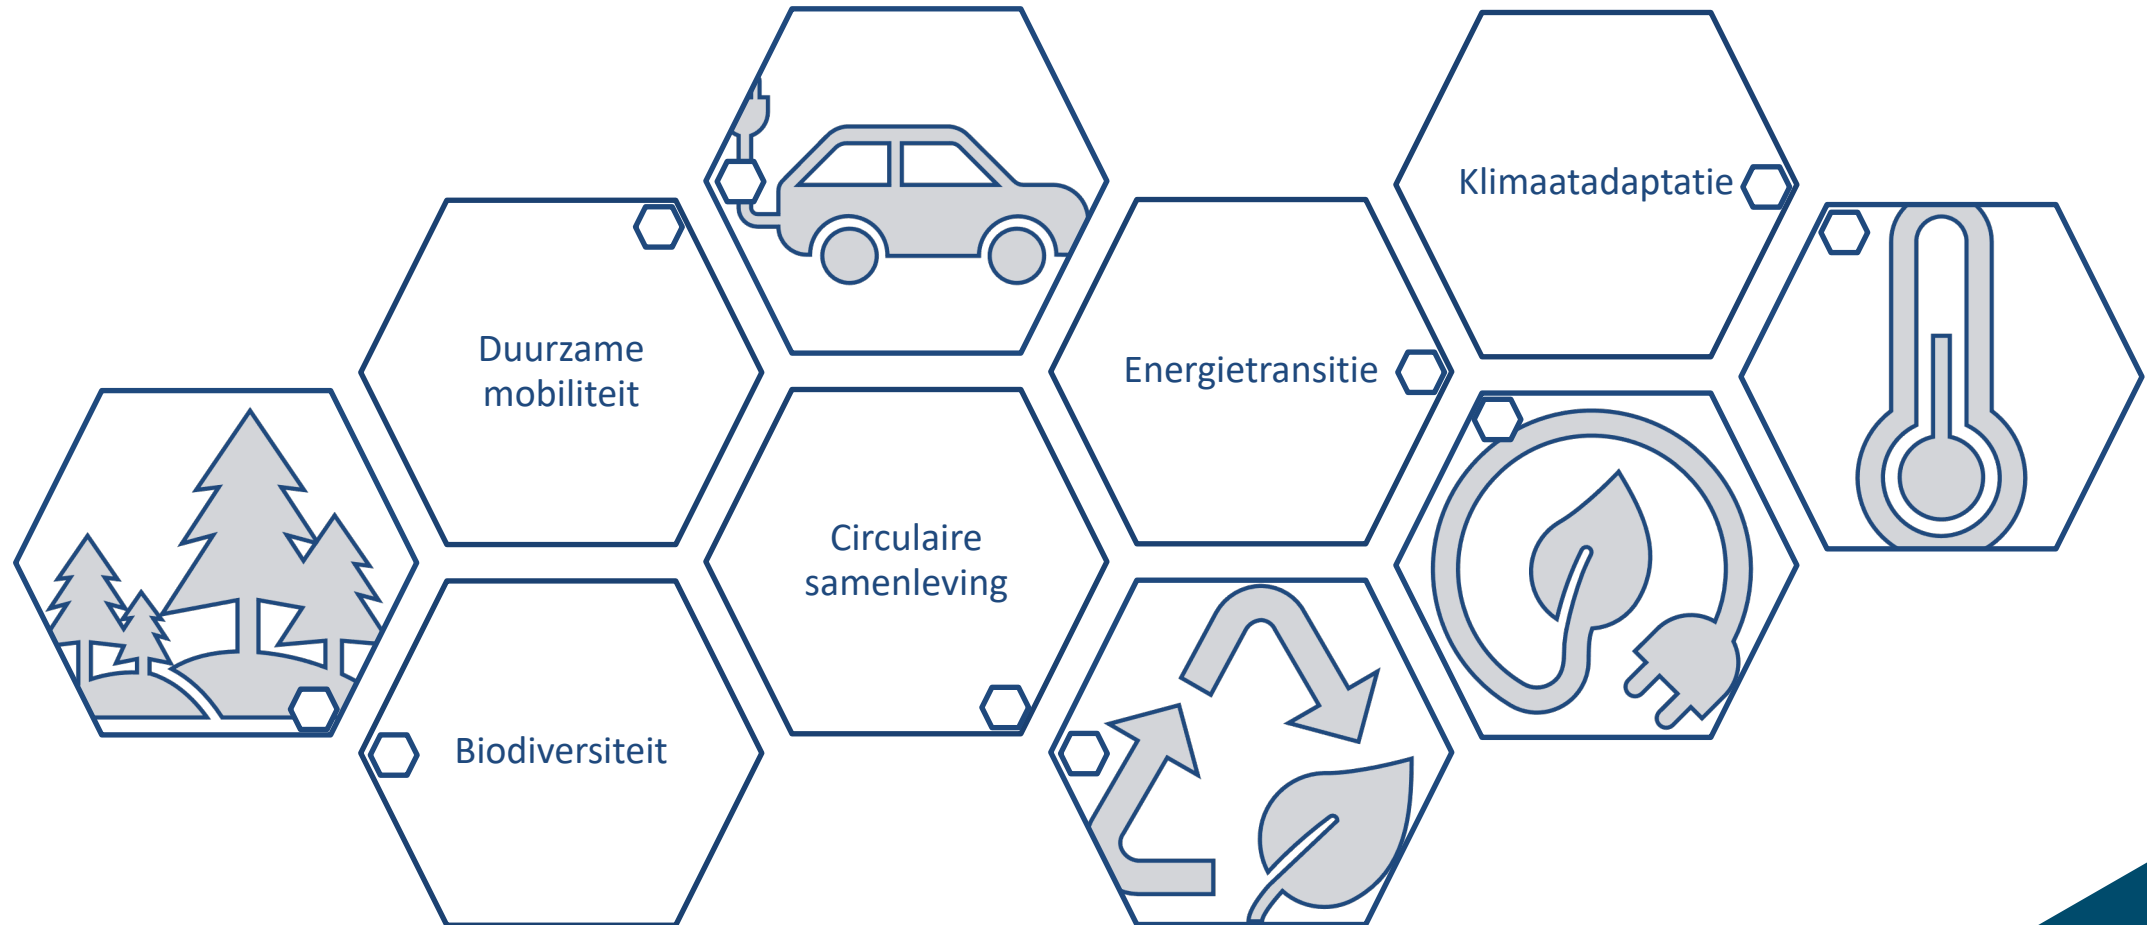 Duurzame
mobiliteit
Biodiversiteit
Circulaire
samenleving
Energietransitie
Klimaatadaptatie